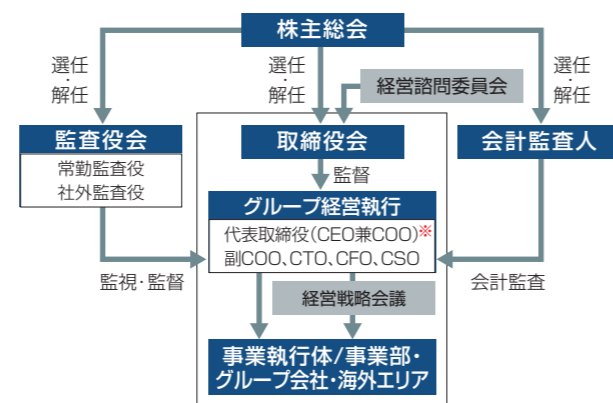 株主総会
選任・解任
選任・解任
選任・解任
経営諮問委員会
監査役会
常勤監査役
社外監査役
取締役会
会計監査人
監督
グループ経営執行
代表取締役(CEO兼COO)※
副COO、CTO、CFO、CSO
監視・監督
会計監査
経営戦略会議
事業執行体/事業部・
グループ会社・海外エリア